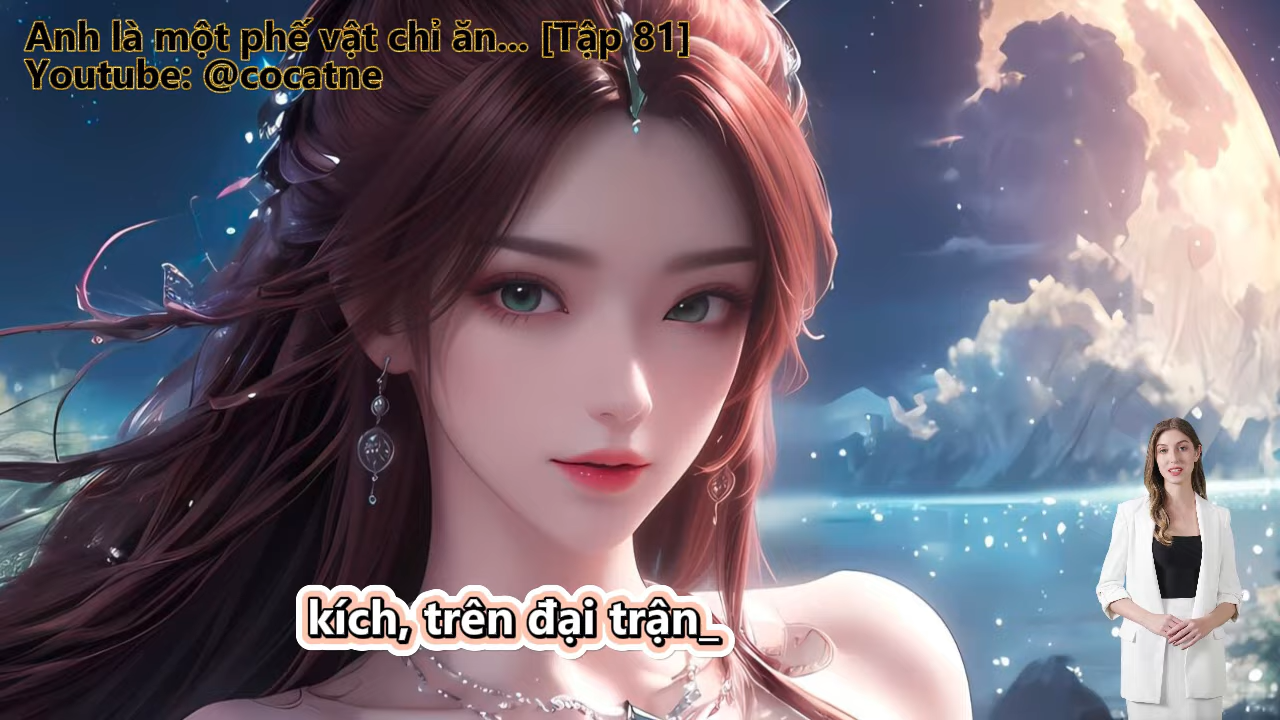 Anh là một phế vật chỉ ăn... [Tập 81]
Youtube: @cocatne
kích, trên đại trận_